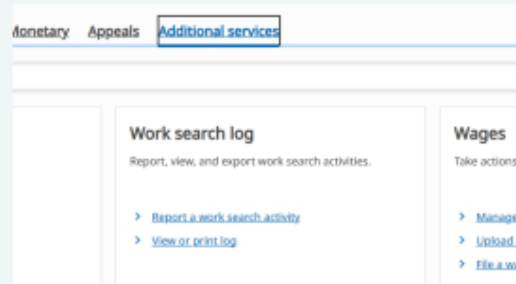 Monetary Appeals Additional services
Work search log
Report, view, and export work search activities.
Report a work search activity
View or print log
Wages
Take actions
Manage
Upload
File a